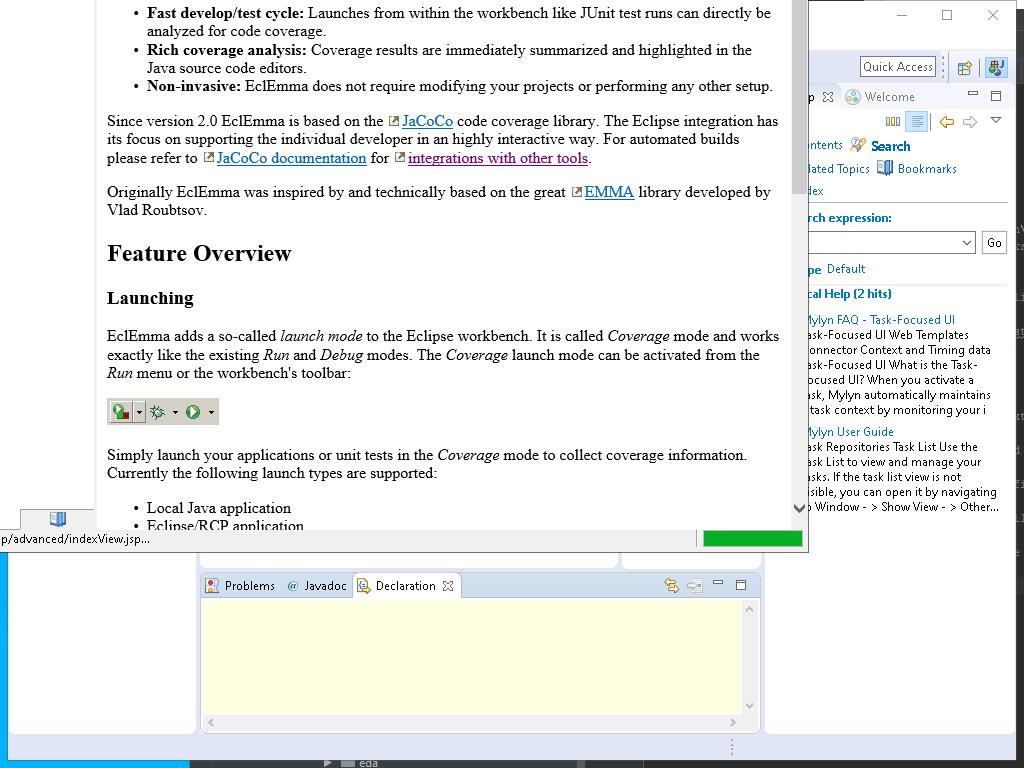 • Fast develop/test cycle: Launches from within the workbench like JUnit test runs can directly be
analyzed for code coverage.
• Rich coverage analysis: Coverage results are immediately summarized and highlighted in the
Java source code editors.
• Non-invasive: EclEmma does not require modifying your projects or performing any other setup.
Since version 2.0 EclEmma is based on the JaCoCo code coverage library. The Eclipse integration has
its focus on supporting the individual developer in an highly interactive way. For automated builds
please refer to JaCoCo documentation for integrations with other tools.
Originally EclEmma was inspired by and technically based on the great EMMA library developed by
Vlad Roubtsov.
Feature Overview
Launching
EclEmma adds a so-called launch mode to the Eclipse workbench. It is called Coverage mode and works
exactly like the existing Run and Debug modes. The Coverage launch mode can be activated from the
Run menu or the workbench's toolbar:
Simply launch your applications or unit tests in the Coverage mode to collect coverage information.
Currently the following launch types are supported:
• Local Java application
• Eclipse/RCP application
p/advanced/indexView.jsp...
Quick Access
p Welcome
ntents Search
lated Topics Bookmarks
dex
rch expression:
Go
pe Default
cal Help (2 hits)
Mylyn FAQ - Task-Focused UI
ask-Focused UI Web Templates
onnector Context and Timing data
ask-Focused UI What is the Task-
ocused UI? When you activate a
ask, Mylyn automatically maintains
task context by monitoring your i
Mylyn User Guide
ask Repositories Task List Use the
ask List to view and manage your
asks. If the task list view is not
isible, you can open it by navigating
o Window - > Show View - > Other...
Problems @ Javadoc Declaration
eda